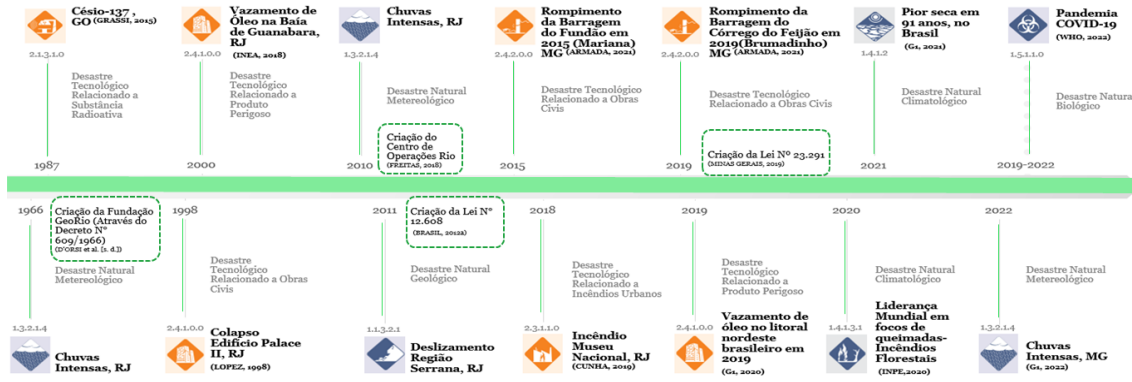 Césio-137 ,
GO (GRASSI, 2015)
2.1.3.1.0
Desastre
Tecnológico
Relacionado a
Substância
Radioativa
1987
Vazamento de
Óleo na Baía
de Guanabara,
RJ
(INEA, 2018)
2.4.1.0.0
Desastre
Tecnológico
Relacionado a
Produto
Perigoso
2000
Chuvas
Intensas, RJ
1.3.2.1.4
Desastre Natural
Metereológico
Criação do
Centro de
Operações Rio
(FREITAS, 2018)
2010
Rompimento
da Barragem
do Fundão em
2015 (Mariana)
MG (ARMADA, 2021)
2.4.2.0.0
Desastre Tecnológico
Relacionado a Obras
Civis
2015
Rompimento da
Barragem do
Córrego do Feijão em
2019(Brumadinho)
MG (ARMADA, 2021)
2.4.2.0.0
Desastre Tecnológico
Relacionado a Obras Civis
2019
Criação da Lei Nº 23.291
(MINAS GERAIS, 2019)
Pior seca em
91 anos, no
Brasil
(G1, 2021)
1.4.1.2
Desastre Natural
Climatológico
2021
Pandemia
COVID-19
(WHO, 2022)
1.5.1.1.0
Desastre Natural
Biológico
2019-2022
1966
Criação da Fundação
GeoRio (Através do
Decreto N°
609/1966)
(D'ORSI et al. [s. d.])
Desastre Natural
Metereológico
1.3.2.1.4
Chuvas
Intensas, RJ
1998
Desastre
Tecnológico
Relacionado a Obras
Civis
2.4.1.0.0
Colapso
Edifício Palace
II, RJ
(LOPEZ, 1998)
2011
Criação da Lei N°
12.608
(BRASIL, 2012a)
Desastre Natural
Geológico
1.1.3.2.1
Deslizamento
Região
Serrana, RJ
2018
Desastre
Tecnológico
Relacionado a
Incêndios Urbanos
2.3.1.1.0
Incêndio
Museu
Nacional, RJ
(CUNHA, 2019)
2019
Desastre
Tecnológico
Relacionado a
Produto Perigoso
2.4.1.0.0
Vazamento de
óleo no litoral
nordeste
brasileiro em
2019
(G1, 2020)
2020
Desastre Natural
Climatológico
1.4.1.3.1
Liderança
Mundial em
focos de
queimadas-
Incêndios
Florestais
(INPE,2020)
2022
Desastre Natural
Metereológico
1.3.2.1.4
Chuvas
Intensas, MG
(G1, 2022)